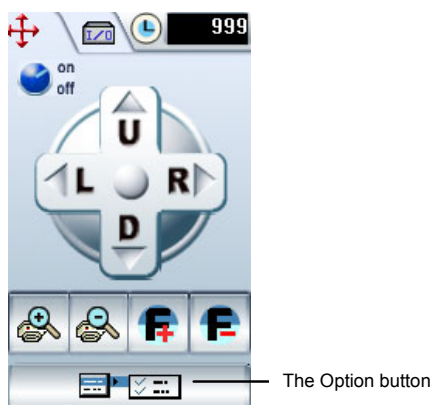 I/O
999
on
off
U
L R
D
F+ F-
The Option button